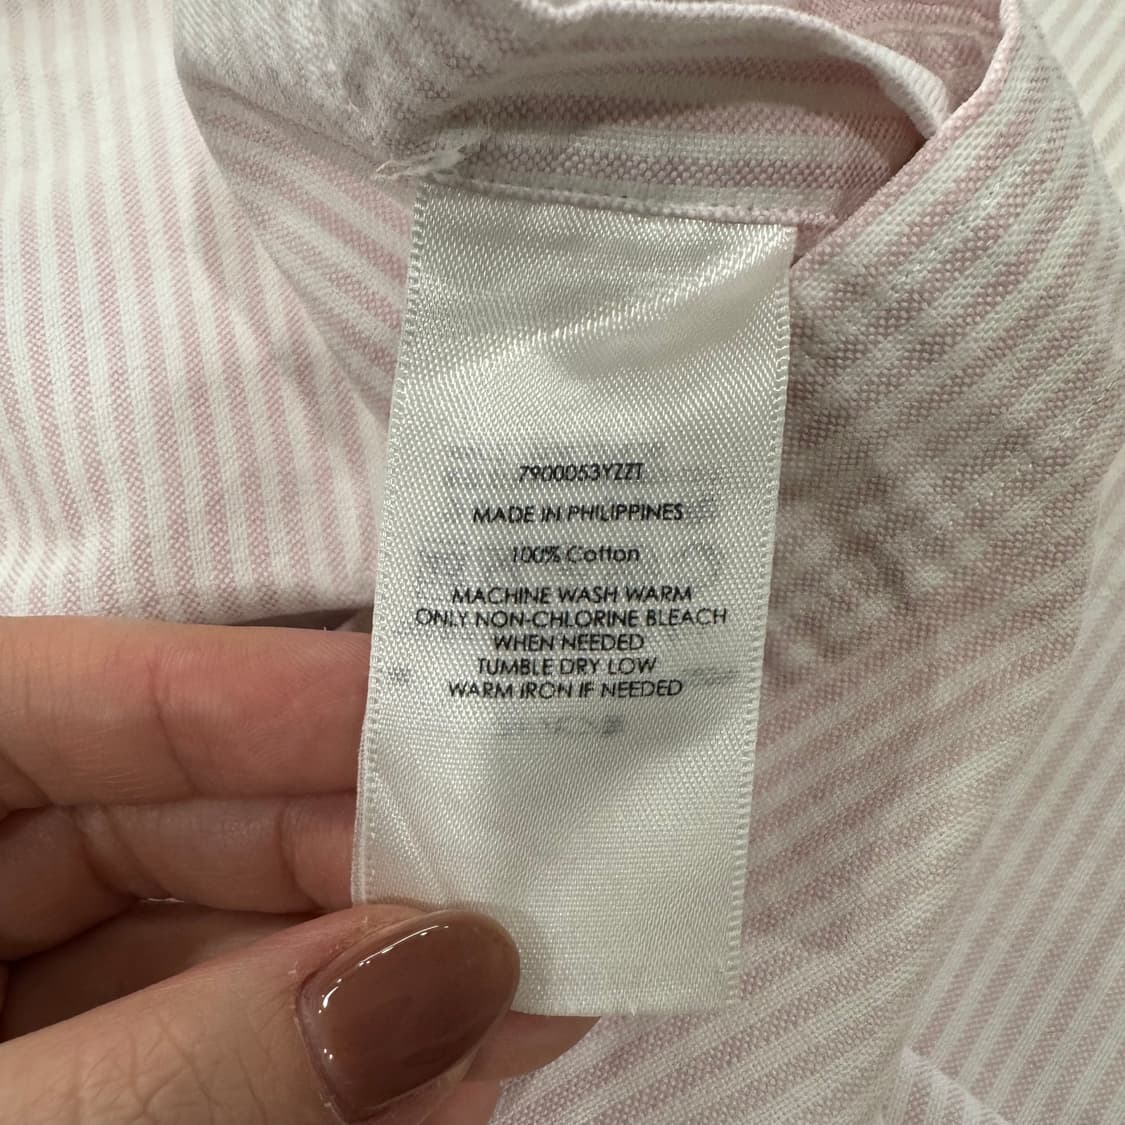 7900053YZZT
MADE IN PHILIPPINES
100% Cotton
MACHINE WASH WARM
ONLY NON-CHLORINE BLEACH
WHEN NEEDED
TUMBLE DRY LOW
WARM IRON IF NEEDED